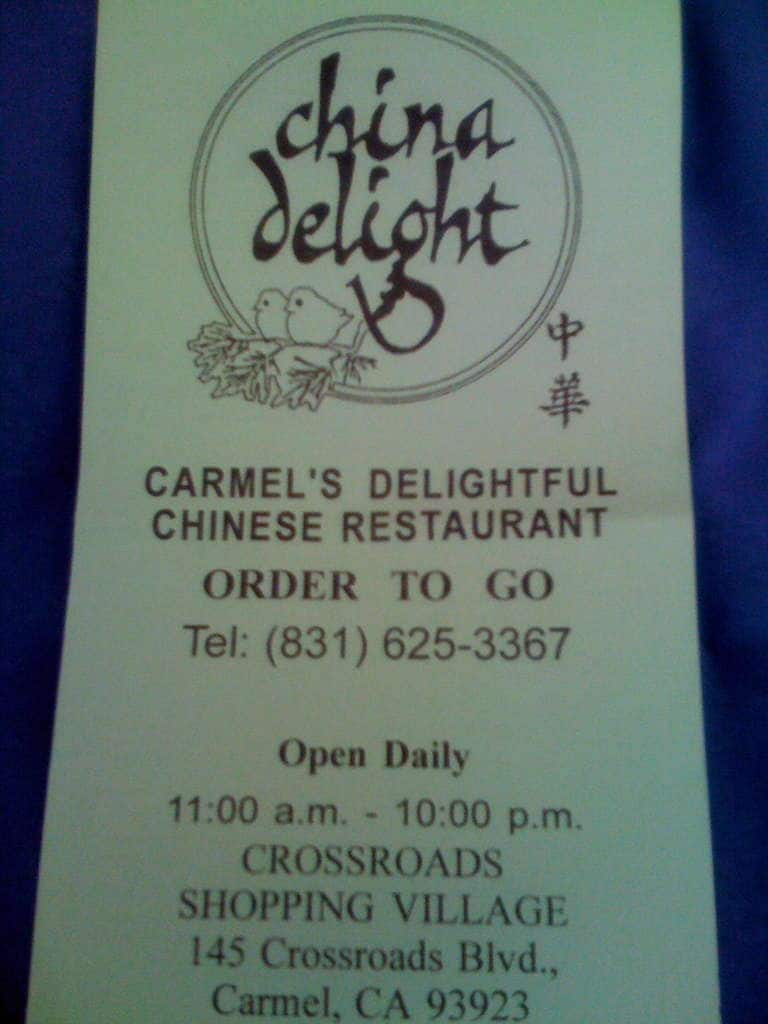 china
delight
中
華
CARMEL'S DELIGHTFUL
CHINESE RESTAURANT
ORDER TO GO
Tel: (831) 625-3367
Open Daily
11:00 a.m. - 10:00 p.m.
CROSSROADS
SHOPPING VILLAGE
145 Crossroads Blvd.,
Carmel, CA 93923